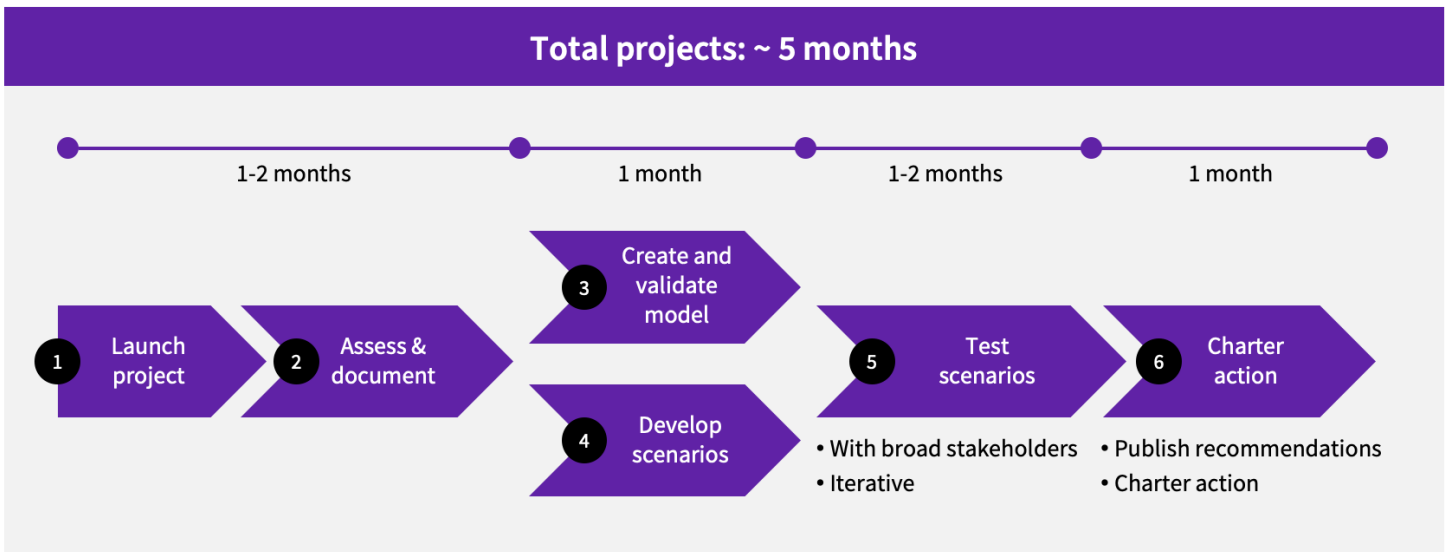 Total projects: ~ 5 months
1-2 months
1 month
1-2 months
1 month
1
Launch
project
2
Assess &
document
3
Create and
validate
model
4
Develop
scenarios
5
Test
scenarios
• With broad stakeholders
• Iterative
6
Charter
action
• Publish recommendations
• Charter action